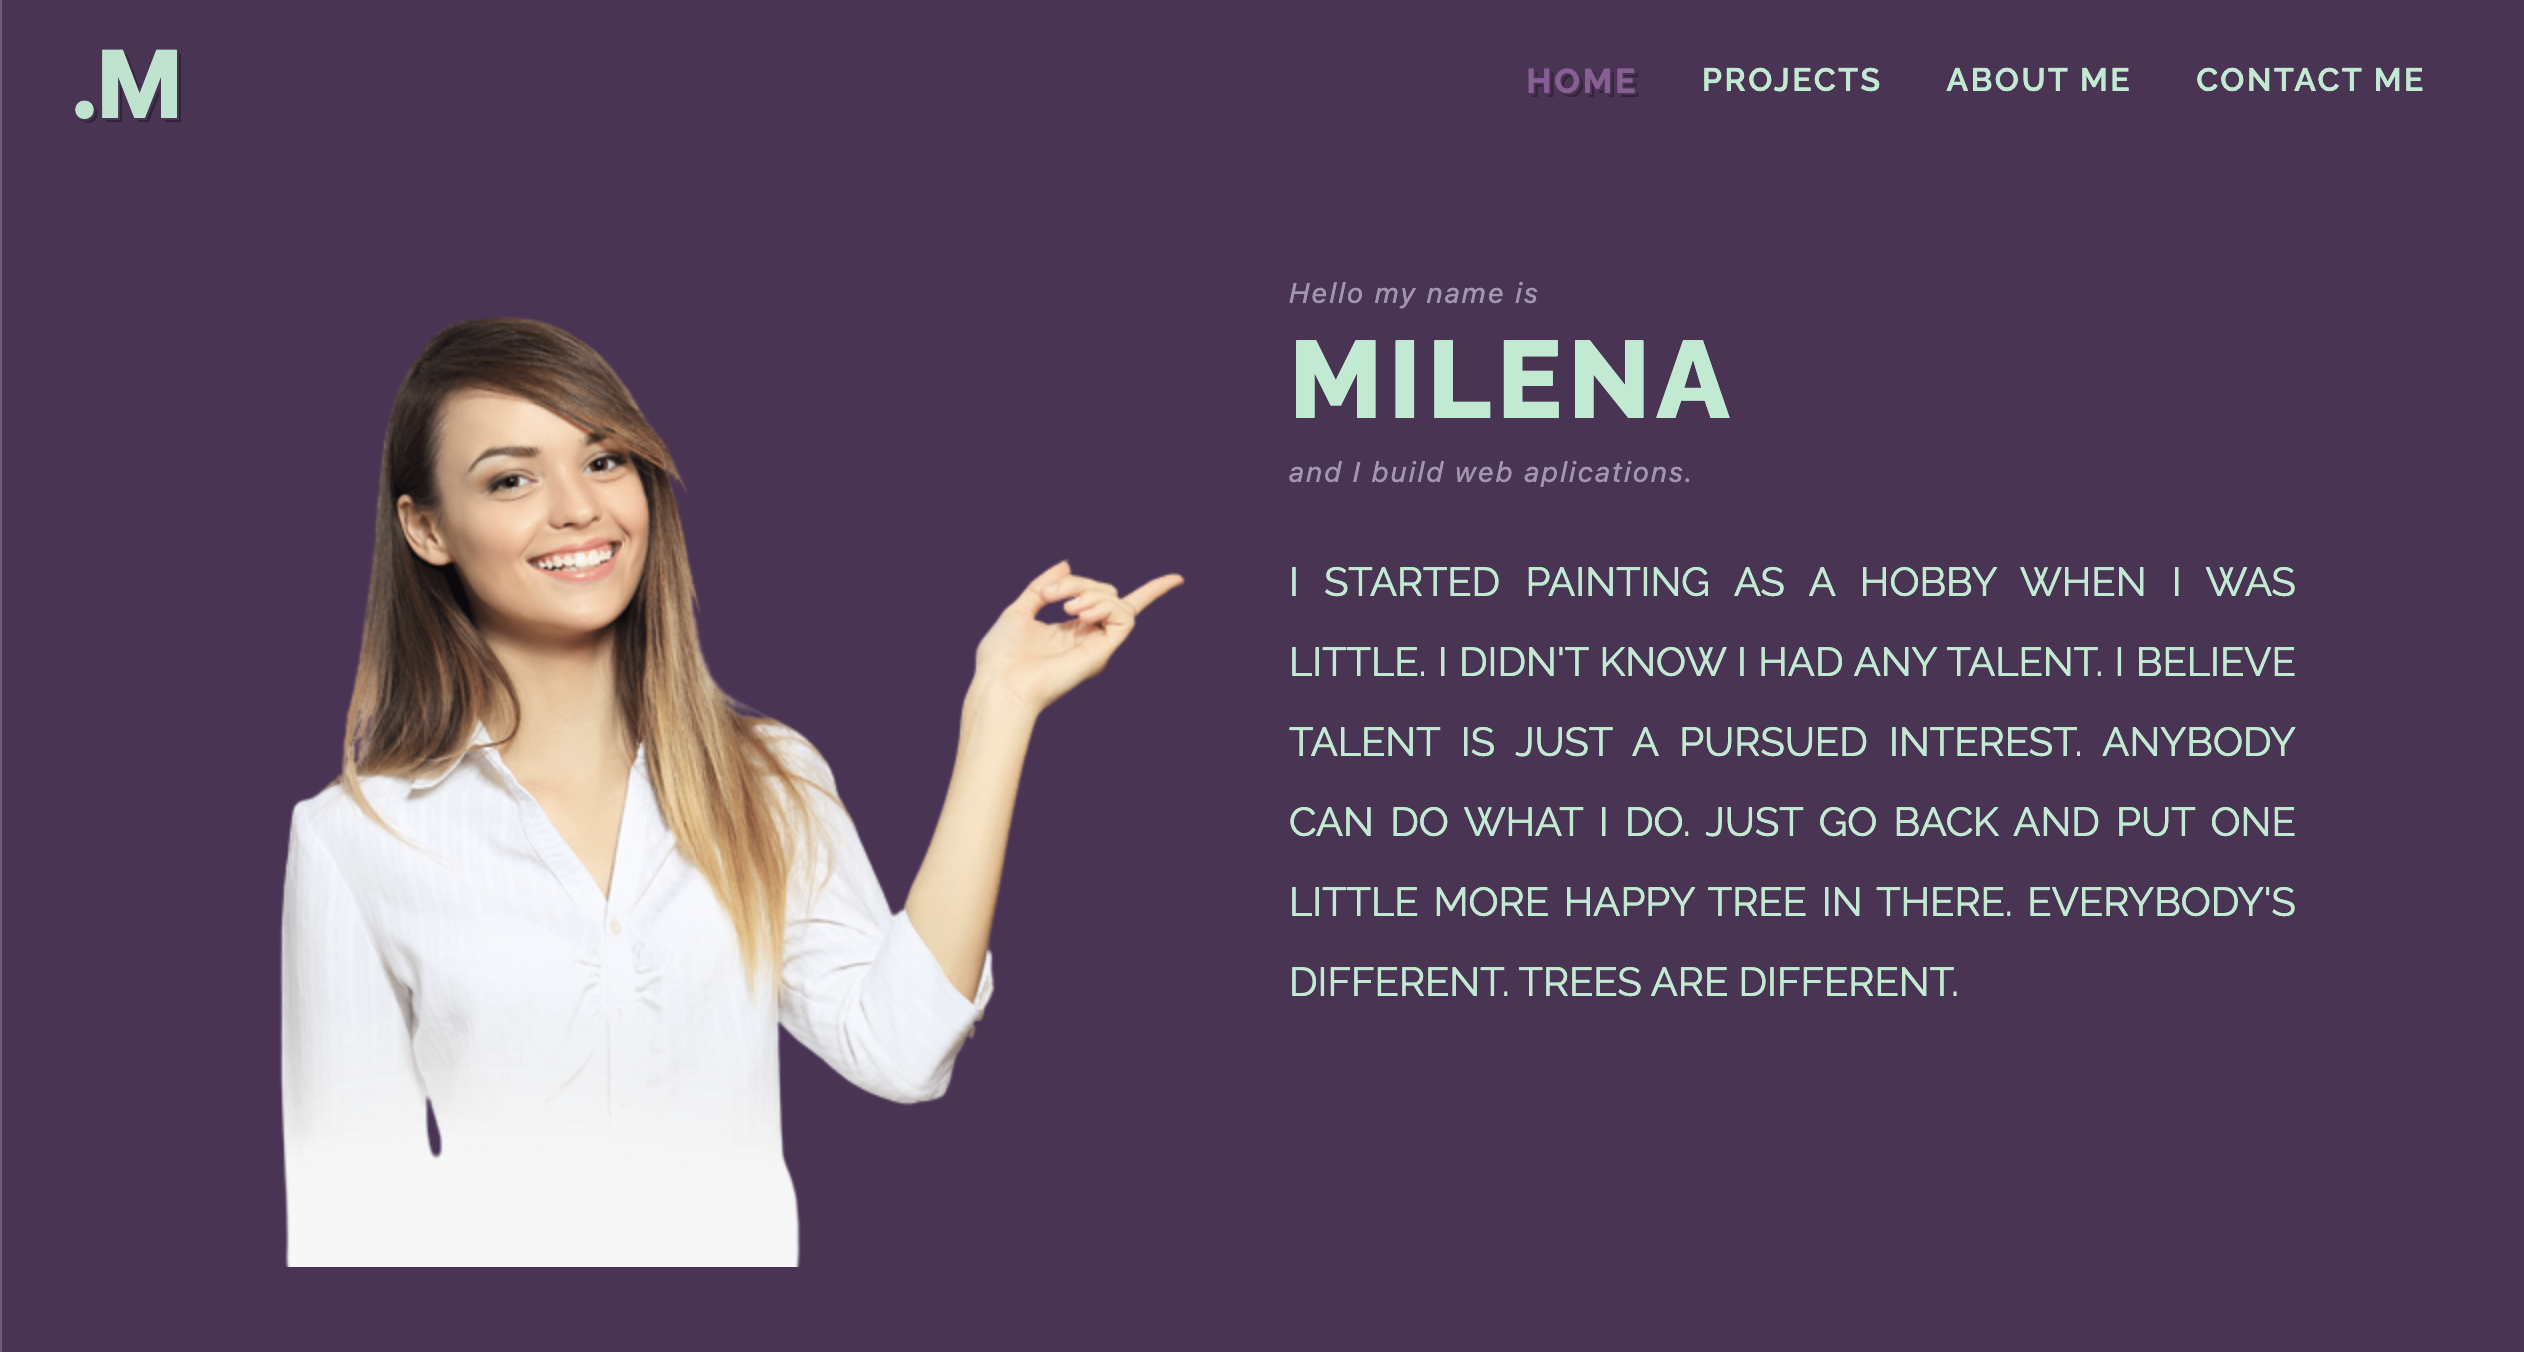 .M
HOME PROJECTS ABOUT ME CONTACT ME
Hello my name is
MILENA
and I build web aplications.
I STARTED PAINTING AS A HOBBY WHEN I WAS
LITTLE. I DIDN'T KNOW I HAD ANY TALENT. I BELIEVE
TALENT IS JUST A PURSUED INTEREST. ANYBODY
CAN DO WHAT I DO. JUST GO BACK AND PUT ONE
LITTLE MORE HAPPY TREE IN THERE. EVERYBODY'S
DIFFERENT. TREES ARE DIFFERENT.